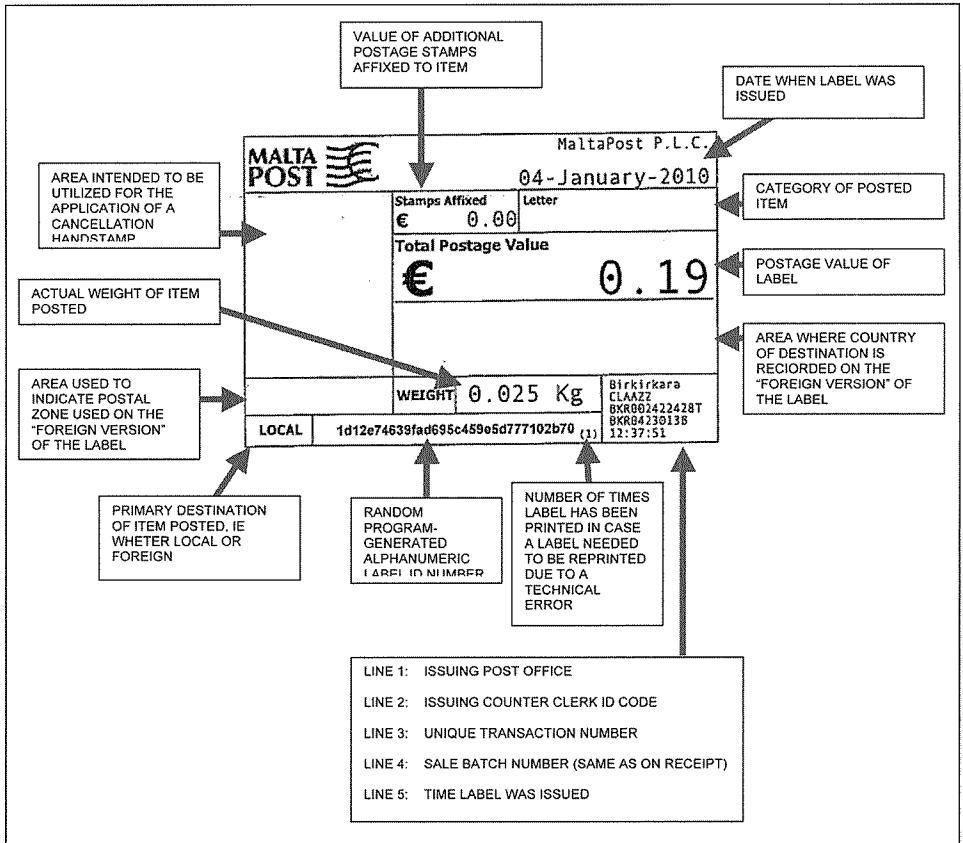 VALUE OF ADDITIONAL
POSTAGE STAMPS
AFFIXED TO ITEM
DATE WHEN LABEL WAS
ISSUED
MALTA
POST
MaltaPost P.L.C.
04-January-2010
AREA INTENDED TO BE
UTILIZED FOR THE
APPLICATION OF A
CANCELLATION
HANDSTAMP
Stamps Affixed
€ 0.00
Letter
CATEGORY OF POSTED
ITEM
Total Postage Value
€ 0.19
POSTAGE VALUE OF
LABEL
ACTUAL WEIGHT OF ITEM
POSTED
AREA WHERE COUNTRY
OF DESTINATION IS
RECIORDED ON THE
"FOREIGN VERSION" OF
THE LABEL
AREA USED TO
INDICATE POSTAL
ZONE USED ON THE
"FOREIGN VERSION"
OF THE LABEL
WEIGHT 0.025 Kg
Birkirkara
CLAAZZ
BKR002422428T
BKR0423013B
12:37:51
LOCAL 1d12e74639fad695c459e5d777102b70 (1)
PRIMARY DESTINATION
OF ITEM POSTED, IE
WHETER LOCAL OR
FOREIGN
RANDOM
PROGRAM-
GENERATED
ALPHANUMERIC
LABEL ID NUMBER
NUMBER OF TIMES
LABEL HAS BEEN
PRINTED IN CASE
A LABEL NEEDED
TO BE REPRINTED
DUE TO A
TECHNICAL
ERROR
LINE 1: ISSUING POST OFFICE
LINE 2: ISSUING COUNTER CLERK ID CODE
LINE 3: UNIQUE TRANSACTION NUMBER
LINE 4: SALE BATCH NUMBER (SAME AS ON RECEIPT)
LINE 5: TIME LABEL WAS ISSUED